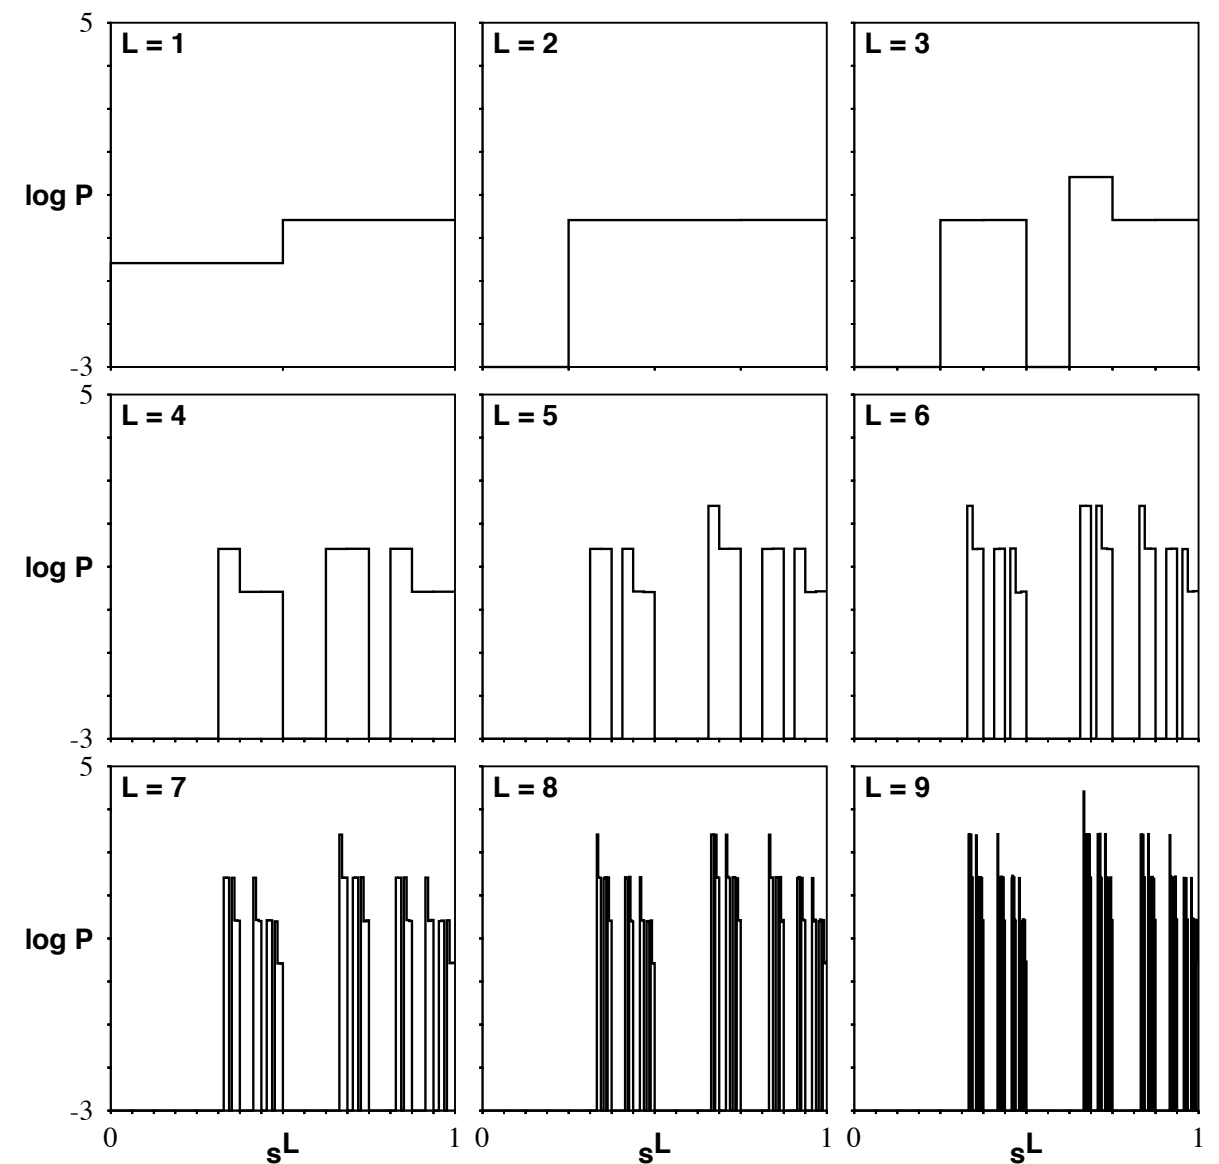 5
L = 1 L = 2 L = 3
log P
-3
5
L = 4 L = 5 L = 6
log P
-3
5
L = 7 L = 8 L = 9
log P
-3
0 1 0 1 0 1
sL sL sL